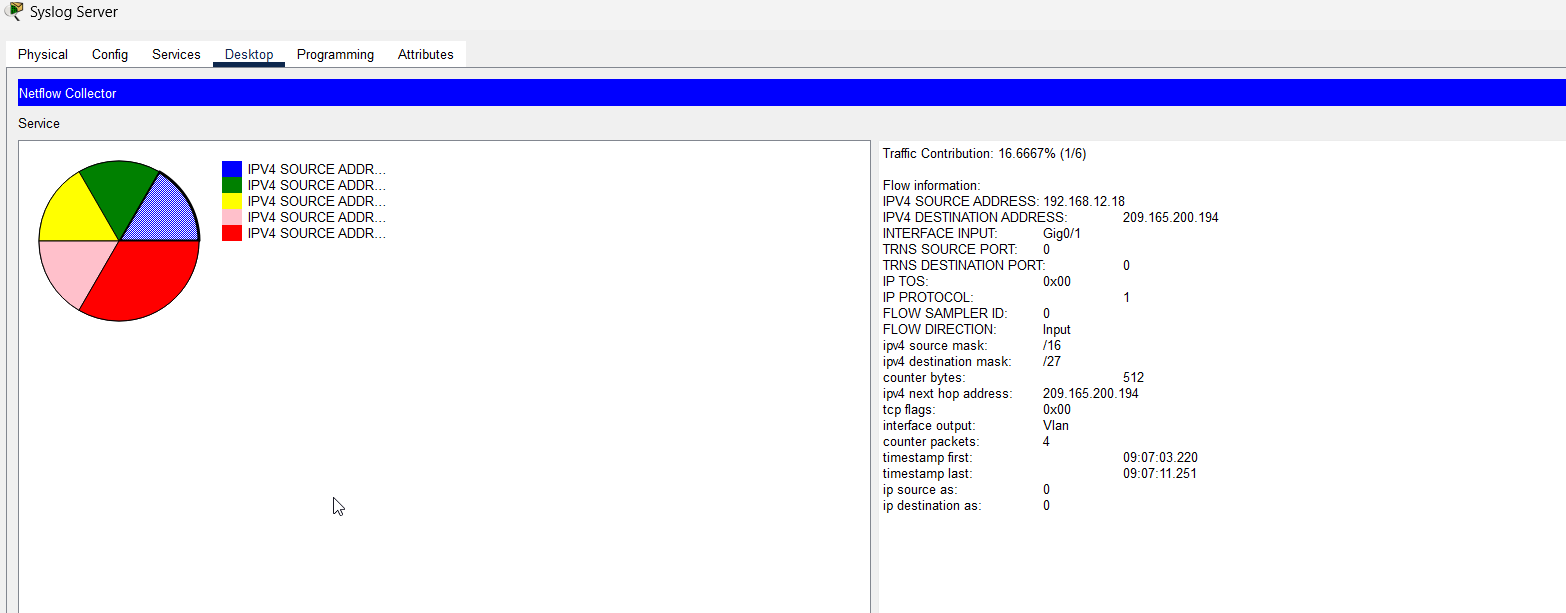 Syslog Server
Physical Config Services Desktop Programming Attributes
Netflow Collector
Service
IPV4 SOURCE ADDR...
IPV4 SOURCE ADDR...
IPV4 SOURCE ADDR...
IPV4 SOURCE ADDR...
IPV4 SOURCE ADDR...
Traffic Contribution: 16.6667% (1/6)
Flow information:
IPV4 SOURCE ADDRESS: 192.168.12.18
IPV4 DESTINATION ADDRESS: 209.165.200.194
INTERFACE INPUT: Gig0/1
TRNS SOURCE PORT: 0
TRNS DESTINATION PORT: 0
IP TOS: 0x00
IP PROTOCOL: 1
FLOW SAMPLER ID: 0
FLOW DIRECTION: Input
ipv4 source mask: /16
ipv4 destination mask: /27
counter bytes: 512
ipv4 next hop address: 209.165.200.194
tcp flags: 0x00
interface output: Vlan
counter packets: 4
timestamp first: 09:07:03.220
timestamp last: 09:07:11.251
ip source as: 0
ip destination as: 0